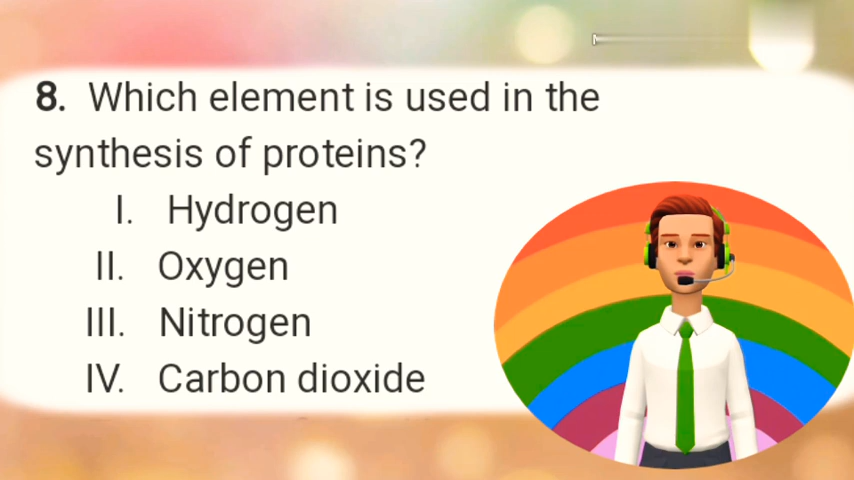 8. Which element is used in the
synthesis of proteins?
I. Hydrogen
II. Oxygen
III. Nitrogen
IV. Carbon dioxide